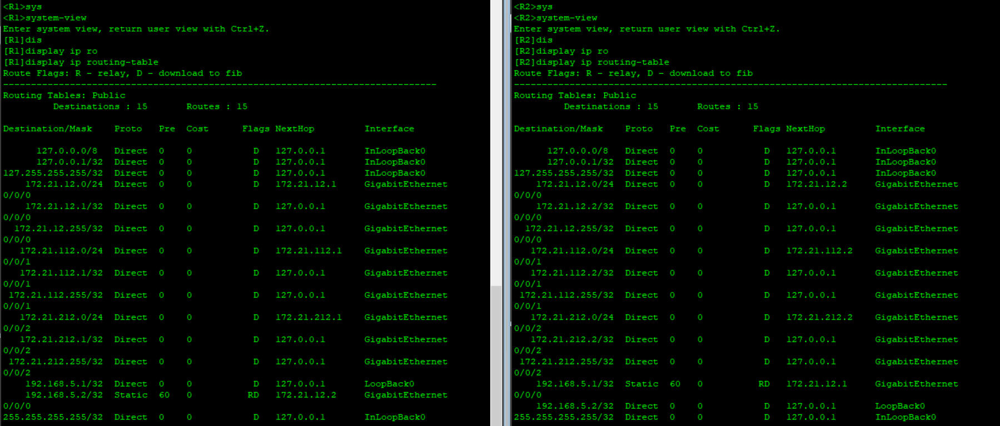 <R1>sys
<R1>system-view
Enter system view, return user view with Ctrl+Z.
[R1]dis
[R1]display ip ro
[R1]display ip routing-table
Route Flags: R - relay, D - download to fib
------------------------------------------------------------------------------
Routing Tables: Public
         Destinations : 15       Routes : 15

Destination/Mask    Proto   Pre  Cost      Flags NextHop         Interface

      127.0.0.0/8   Direct  0    0           D   127.0.0.1       InLoopBack0
      127.0.0.1/32  Direct  0    0           D   127.0.0.1       InLoopBack0
127.255.255.255/32  Direct  0    0           D   127.0.0.1       InLoopBack0
    172.21.12.0/24  Direct  0    0           D   172.21.12.1     GigabitEthernet
0/0/0
    172.21.12.1/32  Direct  0    0           D   127.0.0.1       GigabitEthernet
0/0/0
  172.21.12.255/32  Direct  0    0           D   127.0.0.1       GigabitEthernet
0/0/0
   172.21.112.0/24  Direct  0    0           D   172.21.112.1    GigabitEthernet
0/0/1
   172.21.112.1/32  Direct  0    0           D   127.0.0.1       GigabitEthernet
0/0/1
 172.21.112.255/32  Direct  0    0           D   127.0.0.1       GigabitEthernet
0/0/1
   172.21.212.0/24  Direct  0    0           D   172.21.212.1    GigabitEthernet
0/0/2
   172.21.212.1/32  Direct  0    0           D   127.0.0.1       GigabitEthernet
0/0/2
 172.21.212.255/32  Direct  0    0           D   127.0.0.1       GigabitEthernet
0/0/2
    192.168.5.1/32  Direct  0    0           D   127.0.0.1       LoopBack0
    192.168.5.2/32  Static  60   0          RD   172.21.12.2     GigabitEthernet
0/0/0
255.255.255.255/32  Direct  0    0           D   127.0.0.1       InLoopBack0
<R2>sys
<R2>system-view
Enter system view, return user view with Ctrl+Z.
[R2]dis
[R2]display ip ro
[R2]display ip routing-table
Route Flags: R - relay, D - download to fib
------------------------------------------------------------------------------
Routing Tables: Public
         Destinations : 15       Routes : 15

Destination/Mask    Proto   Pre  Cost      Flags NextHop         Interface

      127.0.0.0/8   Direct  0    0           D   127.0.0.1       InLoopBack0
      127.0.0.1/32  Direct  0    0           D   127.0.0.1       InLoopBack0
127.255.255.255/32  Direct  0    0           D   127.0.0.1       InLoopBack0
    172.21.12.0/24  Direct  0    0           D   172.21.12.2     GigabitEthernet
0/0/0
    172.21.12.2/32  Direct  0    0           D   127.0.0.1       GigabitEthernet
0/0/0
  172.21.12.255/32  Direct  0    0           D   127.0.0.1       GigabitEthernet
0/0/0
   172.21.112.0/24  Direct  0    0           D   172.21.112.2    GigabitEthernet
0/0/1
   172.21.112.2/32  Direct  0    0           D   127.0.0.1       GigabitEthernet
0/0/1
 172.21.112.255/32  Direct  0    0           D   127.0.0.1       GigabitEthernet
0/0/1
   172.21.212.0/24  Direct  0    0           D   172.21.212.2    GigabitEthernet
0/0/2
   172.21.212.2/32  Direct  0    0           D   127.0.0.1       GigabitEthernet
0/0/2
 172.21.212.255/32  Direct  0    0           D   127.0.0.1       GigabitEthernet
0/0/2
    192.168.5.1/32  Static  60   0          RD   172.21.12.1     GigabitEthernet
0/0/0
    192.168.5.2/32  Direct  0    0           D   127.0.0.1       LoopBack0
255.255.255.255/32  Direct  0    0           D   127.0.0.1       InLoopBack0